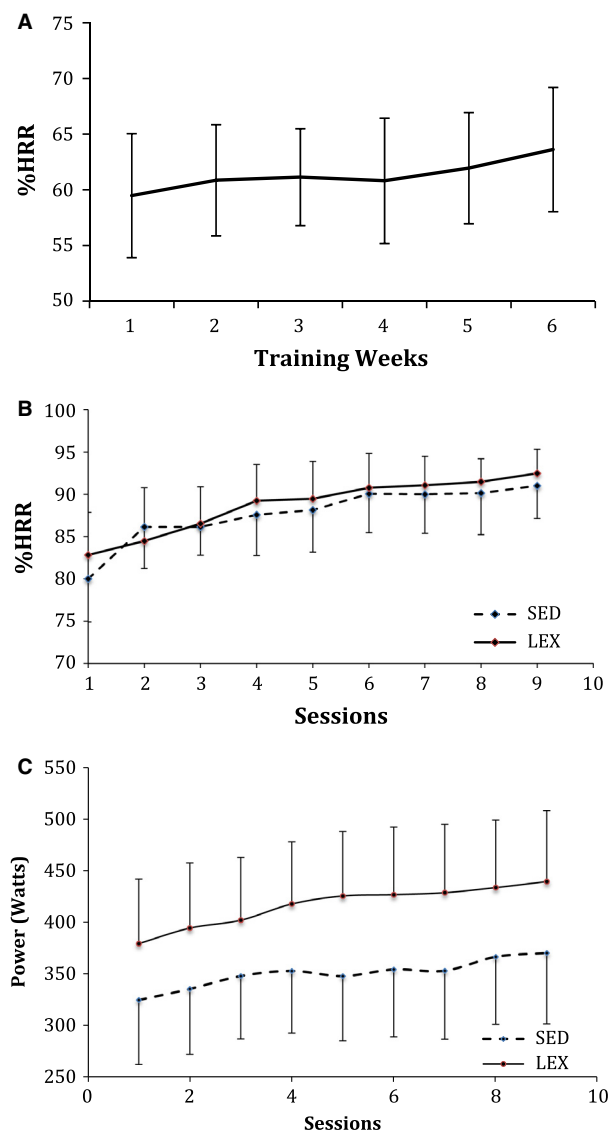 A
75
70
65
60
55
50
%HRR
1 2 3 4 5 6
Training Weeks
B
100
95
90
85
80
75
70
%HRR
SED
LEX
1 2 3 4 5 6 7 8 9 10
Sessions
C
550
500
450
400
350
300
250
Power (Watts)
SED
LEX
0 2 4 6 8 10
Sessions